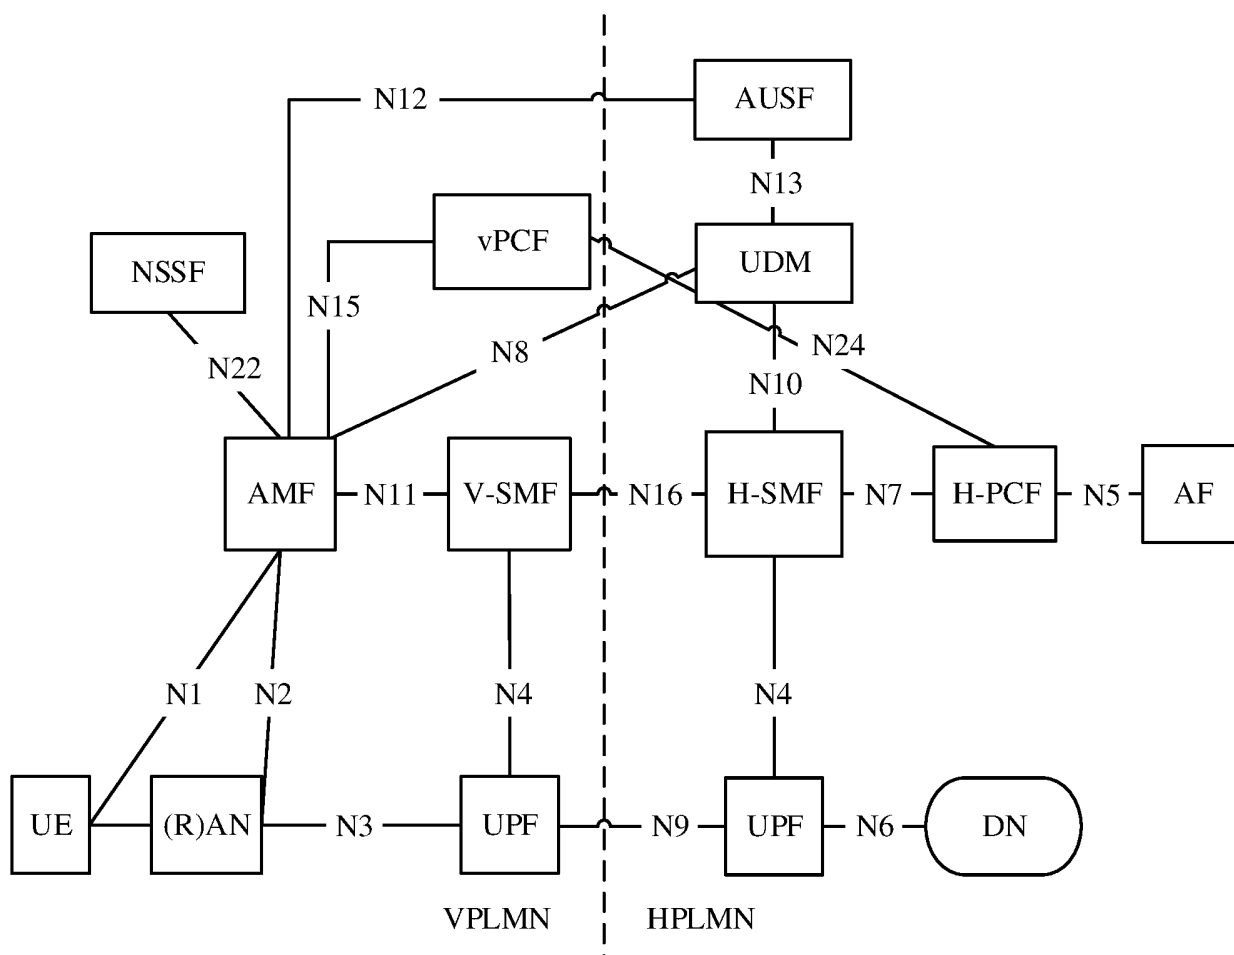 N12
AUSF
N13
vPCF
NSSF
UDM
N15
N22
N8
N24
N10
AMF
N11
V-SMF
N16
H-SMF
N7
H-PCF
N5
AF
N1
N2
N4
N4
UE
(R)AN
N3
UPF
N9
UPF
N6
DN
VPLMN
HPLMN